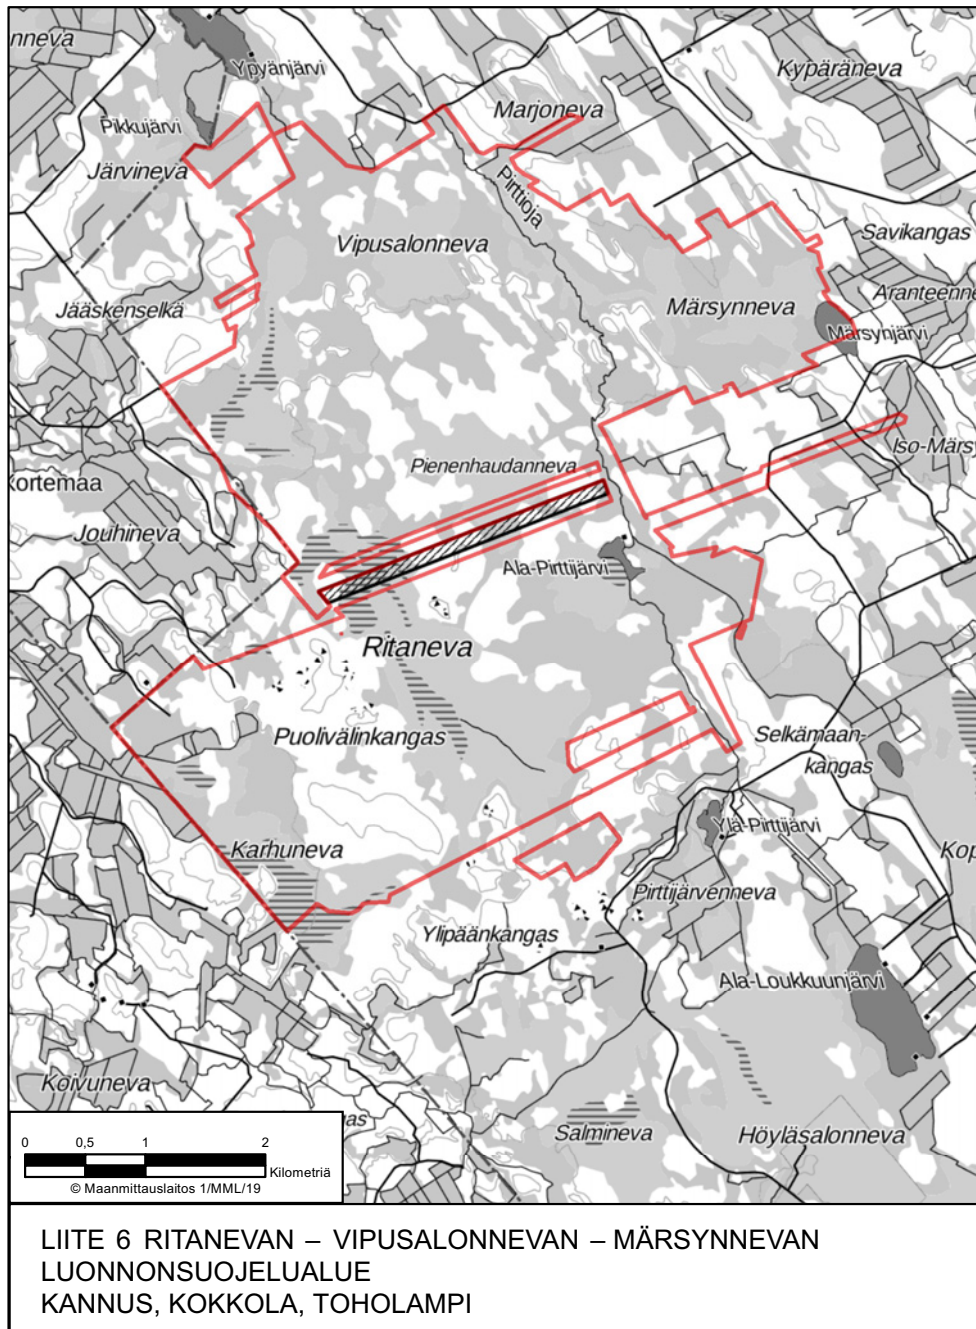 nneva
Ypyänjärvi
Kypäräneva
Marjoneva
Pikkujärvi
Järvineva
Pirttioja
Vipusalonneva
Savikangas
Jääskenselkä
Märsynneva
Aranteenne
Märsynjärvi
Iso-Märsy
Pienenhaudanneva
Kortemaa
Jouhineva
Ala-Pirttijärvi
Ritaneva
Puolivälinkangas
Selkämaan-
kangas
Ylä-Pirttijärvi
Karhuneva
Kop
Pirttijärvenneva
Ylipäänkangas
Ala-Loukkuunjärvi
Koivuneva
gas
Salmineva
Höyläsalonneva
0 0,5 1 2
Kilometriä
© Maanmittauslaitos 1/MML/19
LIITE 6 RITANEVAN – VIPUSALONNEVAN – MÄRSYNNEVAN
LUONNONSUOJELUALUE
KANNUS, KOKKOLA, TOHOLAMPI